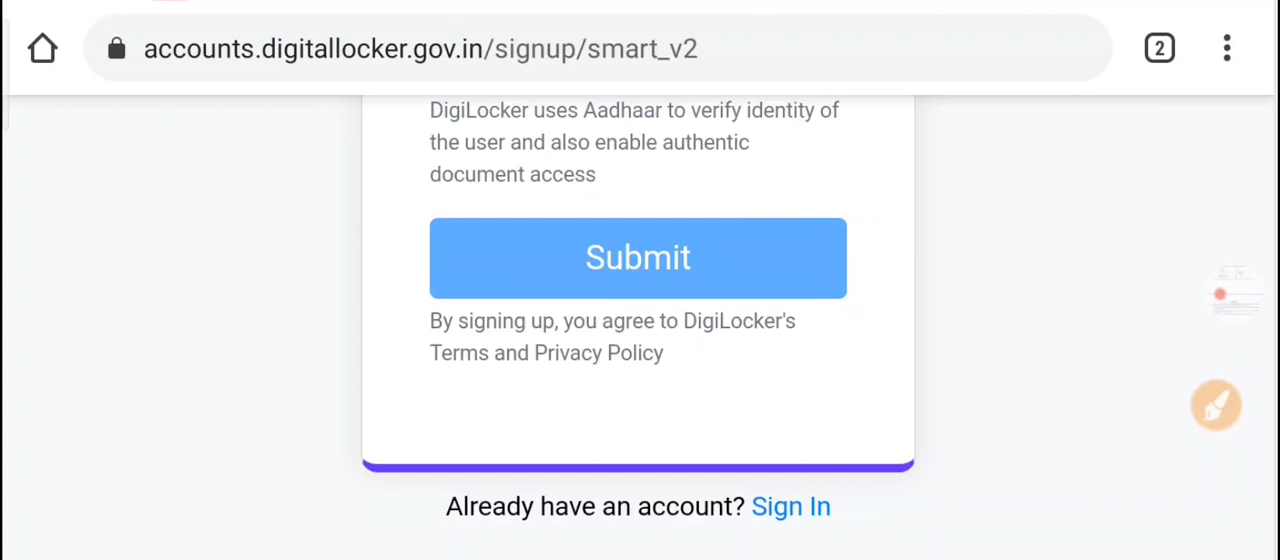 accounts.digitallocker.gov.in/signup/smart_v2
2
DigiLocker uses Aadhaar to verify identity of
the user and also enable authentic
document access
Submit
By signing up, you agree to DigiLocker's
Terms and Privacy Policy
Already have an account? Sign In